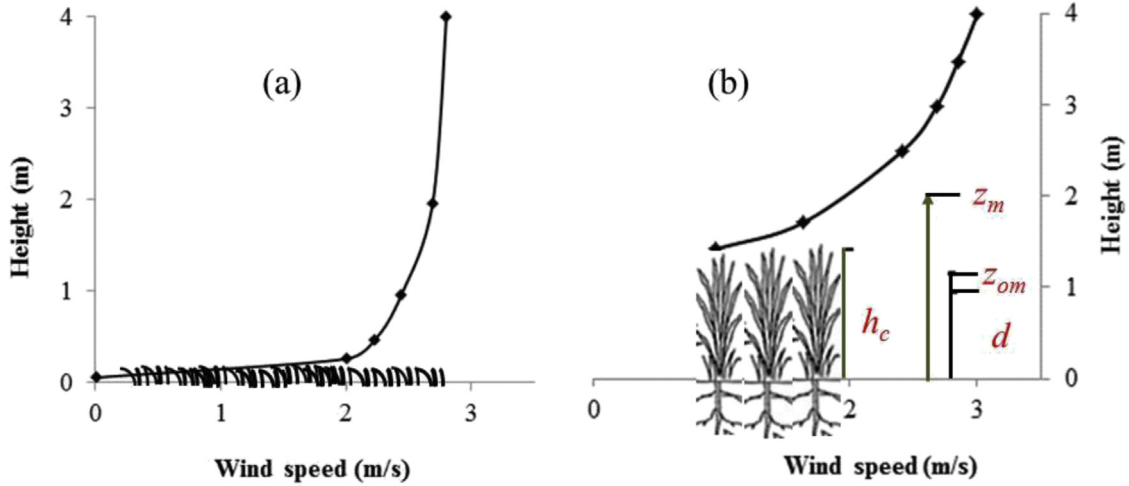 (a)
Height (m)
4
3
2
1
0
0 1 2 3
Wind speed (m/s)
(b)
Height (m)
4
3
2
1
0
z_m
z_om
h_c
d
0 2 3
Wind speed (m/s)